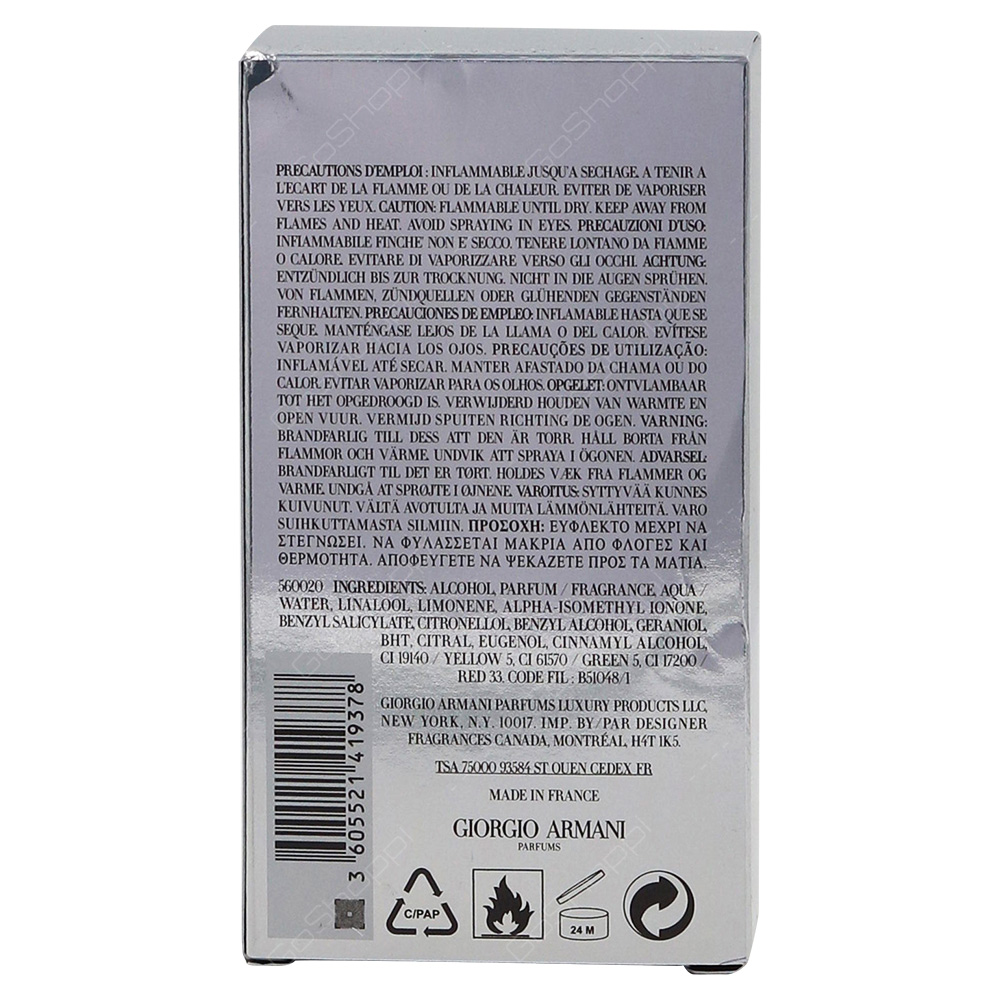 PRECAUTIONS D'EMPLOI : INFLAMMABLE JUSQU'A SECHAGE. A TENIR A
L'ECART DE LA FLAMME OU DE LA CHALEUR. EVITER DE VAPORISER
VERS LES YEUX. CAUTION: FLAMMABLE UNTIL DRY. KEEP AWAY FROM
FLAMES AND HEAT. AVOID SPRAYING IN EYES. PRECAUZIONI D'USO:
INFIAMMABILE FINCHE' NON E' SECCO. TENERE LONTANO DA FIAMME
O CALORE. EVITARE DI VAPORIZZARE VERSO GLI OCCHI. ACHTUNG:
ENTZÜNDLICH BIS ZUR TROCKNUNG. NICHT IN DIE AUGEN SPRÜHEN.
VON FLAMMEN, ZÜNDQUELLEN ODER GLÜHENDEN GEGENSTÄNDEN
FERNHALTEN. PRECAUCIONES DE EMPLEO: INFLAMABLE HASTA QUE SE
SEQUE. MANTÉNGASE LEJOS DE LA LLAMA O DEL CALOR. EVÍTESE
VAPORIZAR HACIA LOS OJOS. PRECAUÇÕES DE UTILIZAÇÃO:
INFLAMÁVEL ATÉ SECAR. MANTER AFASTADO DA CHAMA OU DO
CALOR. EVITAR VAPORIZAR PARA OS OLHOS. OPGELET: ONTVLAMBAAR
TOT HET OPGEDROOGD IS. VERWIJDERD HOUDEN VAN WARMTE EN
OPEN VUUR. VERMIJD SPUITEN RICHTING DE OGEN. VARNING:
BRANDFARLIG TILL DESS ATT DEN ÄR TORR. HÅLL BORTA FRÅN
FLAMMOR OCH VÄRME. UNDVIK ATT SPRAYA I ÖGONEN. ADVARSEL:
BRANDFARLIGT TIL DET ER TØRT. HOLDES VÆK FRA FLAMMER OG
VARME. UNDGÅ AT SPRØJTE I ØJNENE. VAROITUS: SYTTYVÄÄ KUNNES
KUIVUNUT. VÄLTÄ AVOTULTA JA MUITA LÄMMÖNLÄHTEITÄ. VARO
SUIHKUTTAMASTA SILMIIN. ΠΡΟΣΟΧΗ: ΕΥΦΛΕΚΤΟ ΜΕΧΡΙ ΝΑ
ΣΤΕΓΝΩΣΕΙ. ΝΑ ΦΥΛΑΣΣΕΤΑΙ ΜΑΚΡΙΑ ΑΠΟ ΦΛΟΓΕΣ ΚΑΙ
ΘΕΡΜΟΤΗΤΑ. ΑΠΟΦΕΥΓΕΤΕ ΝΑ ΨΕΚΑΖΕΤΕ ΠΡΟΣ ΤΑ ΜΑΤΙΑ.
560020 INGREDIENTS: ALCOHOL, PARFUM / FRAGRANCE, AQUA /
WATER, LINALOOL, LIMONENE, ALPHA-ISOMETHYL IONONE,
BENZYL SALICYLATE, CITRONELLOL, BENZYL ALCOHOL, GERANIOL,
BHT, CITRAL, EUGENOL, CINNAMYL ALCOHOL,
CI 19140 / YELLOW 5, CI 61570 / GREEN 5, CI 17200 /
RED 33. CODE FIL : B51048/1
GIORGIO ARMANI PARFUMS LUXURY PRODUCTS LLC,
NEW YORK, N.Y. 10017. IMP. BY/PAR DESIGNER
FRAGRANCES CANADA, MONTRÉAL, H4T 1K5.
TSA 75000 93584 ST OUEN CEDEX FR
MADE IN FRANCE
GIORGIO ARMANI
PARFUMS
3 605521 419378
C/PAP
24 M